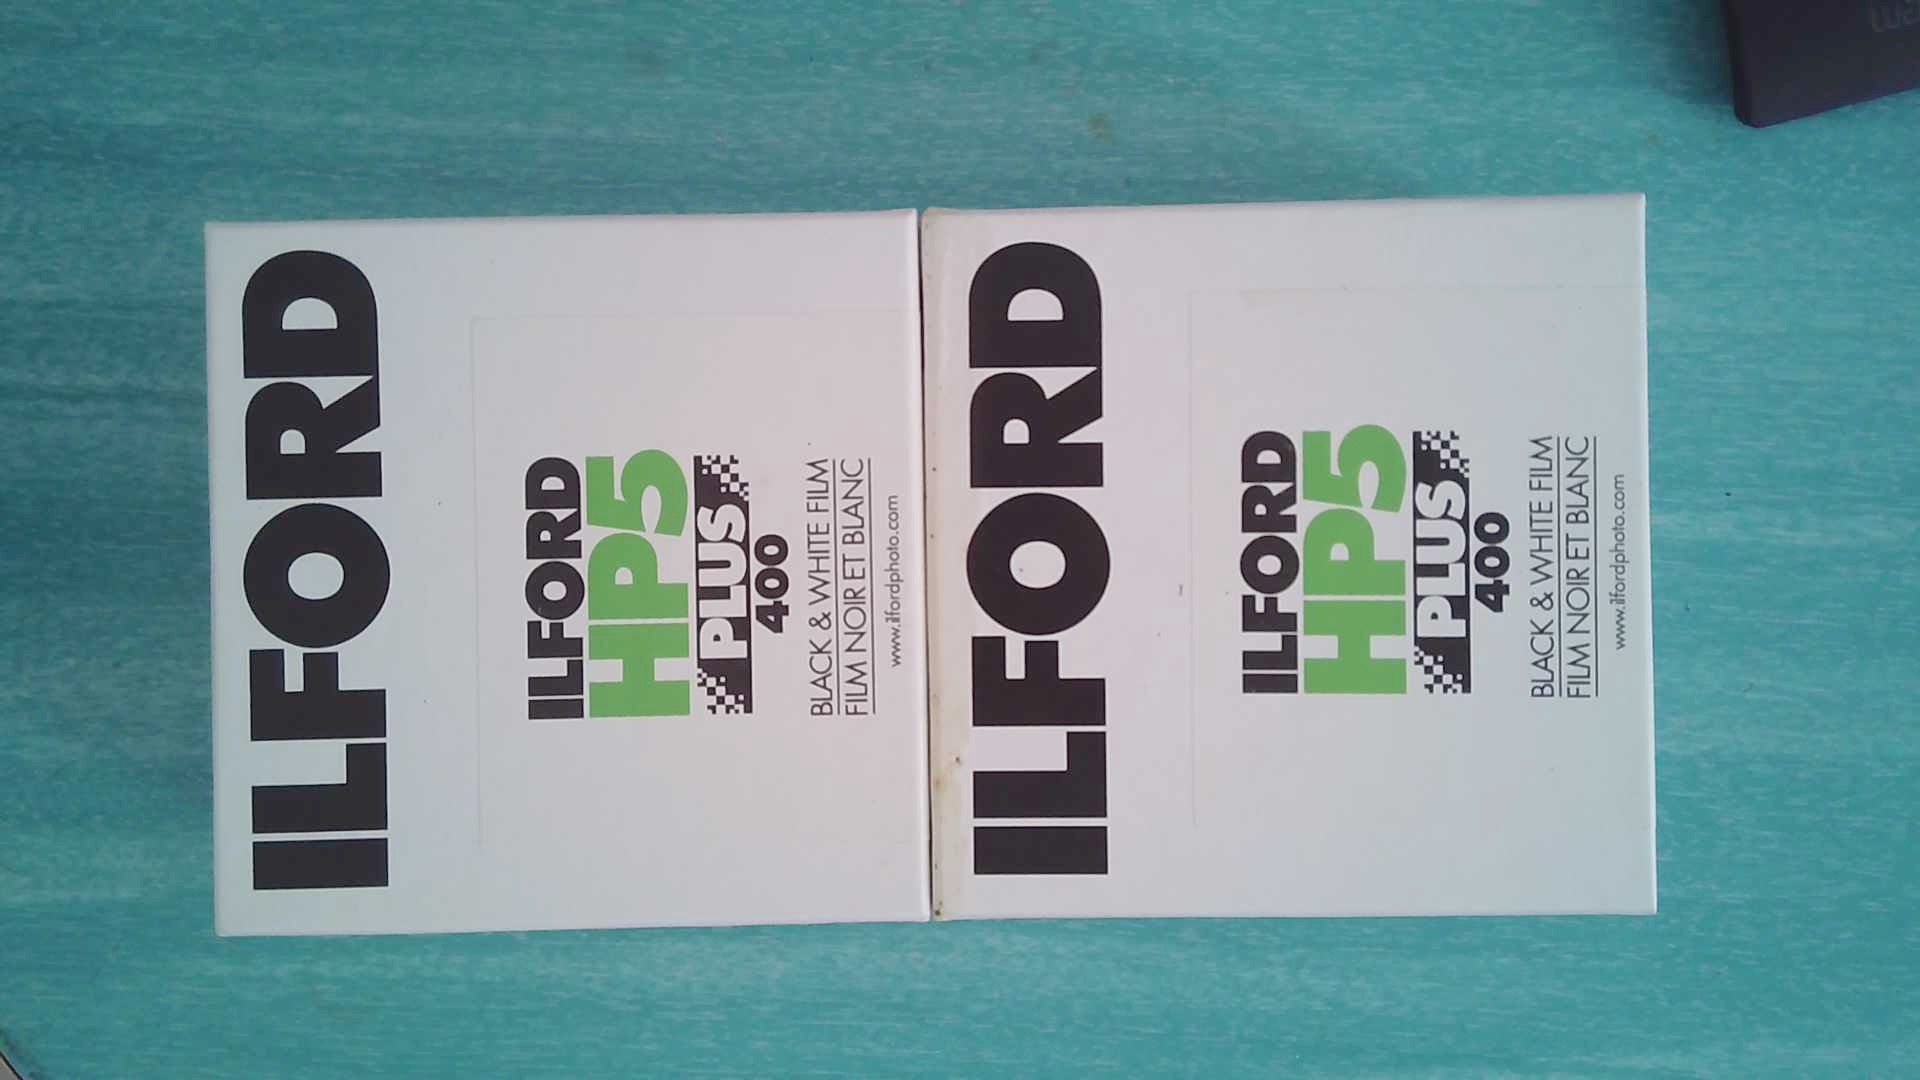 ILFORD
ILFORD
HP5
PLUS
400
BLACK & WHITE FILM
FILM NOIR ET BLANC
www.ilfordphoto.com
ILFORD
ILFORD
HP5
PLUS
400
BLACK & WHITE FILM
FILM NOIR ET BLANC
www.ilfordphoto.com